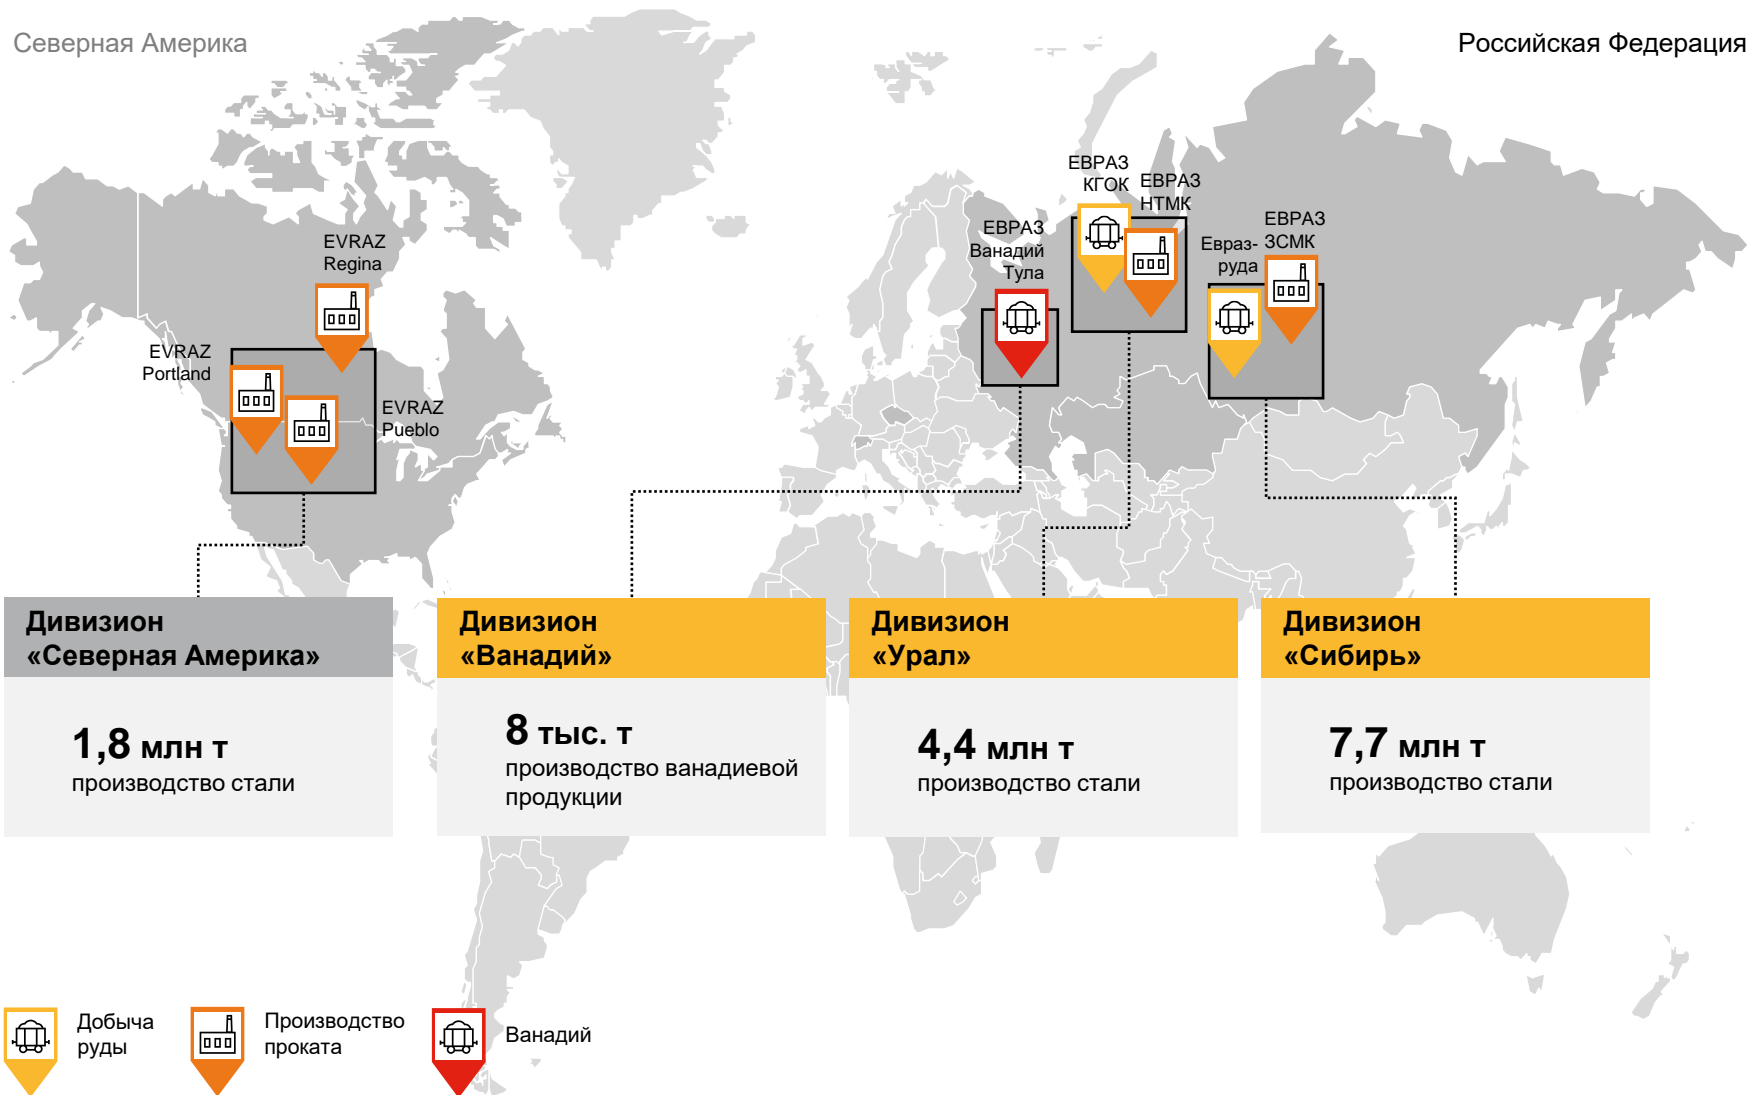 Северная Америка
Российская Федерация
EVRAZ
Regina
EVRAZ
Portland
EVRAZ
Pueblo
ЕВРАЗ
Ванадий
Тула
ЕВРАЗ
КГОК
ЕВРАЗ
НТМК
Евраз-
руда
ЕВРАЗ
ЗСМК
Дивизион
«Северная Америка»
1,8 млн т
производство стали
Дивизион
«Ванадий»
8 тыс. т
производство ванадиевой
продукции
Дивизион
«Урал»
4,4 млн т
производство стали
Дивизион
«Сибирь»
7,7 млн т
производство стали
Добыча
руды
Производство
проката
Ванадий